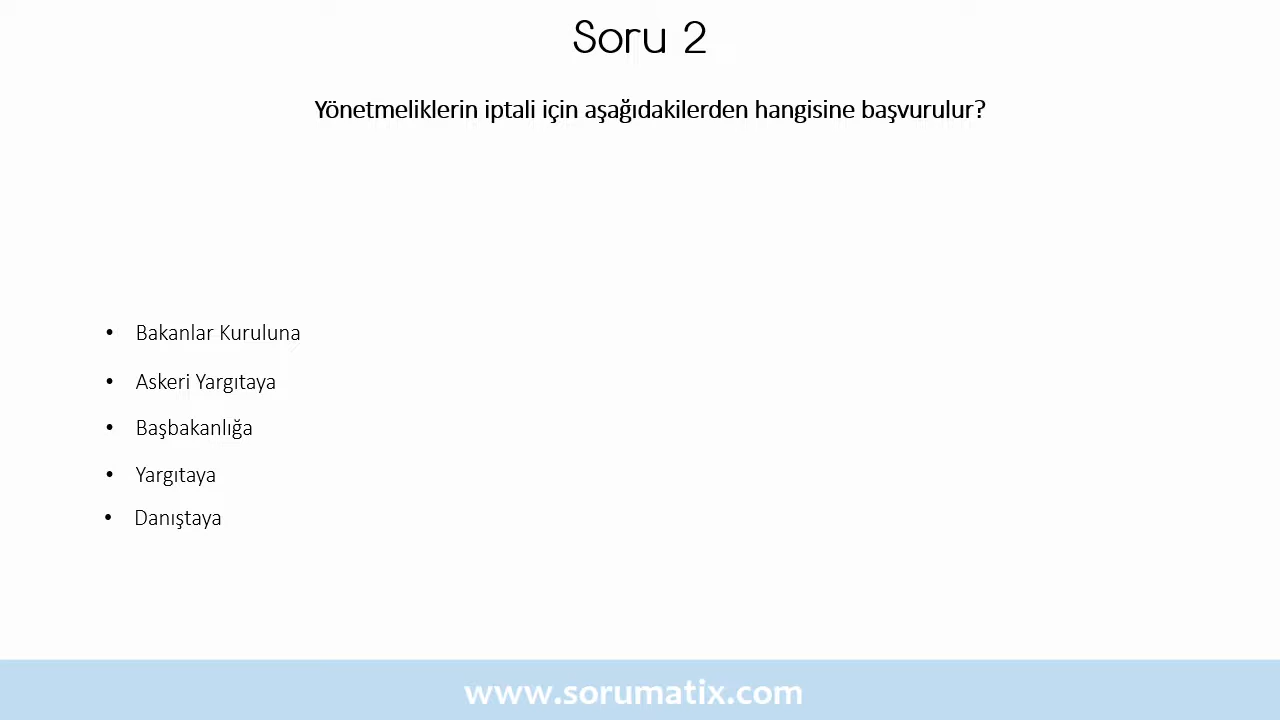 Soru 2
Yönetmeliklerin iptali için aşağıdakilerden hangisine başvurulur?
• Bakanlar Kuruluna
• Askeri Yargıtaya
• Başbakanlığa
• Yargıtaya
• Danıştaya
www.sorumatix.com